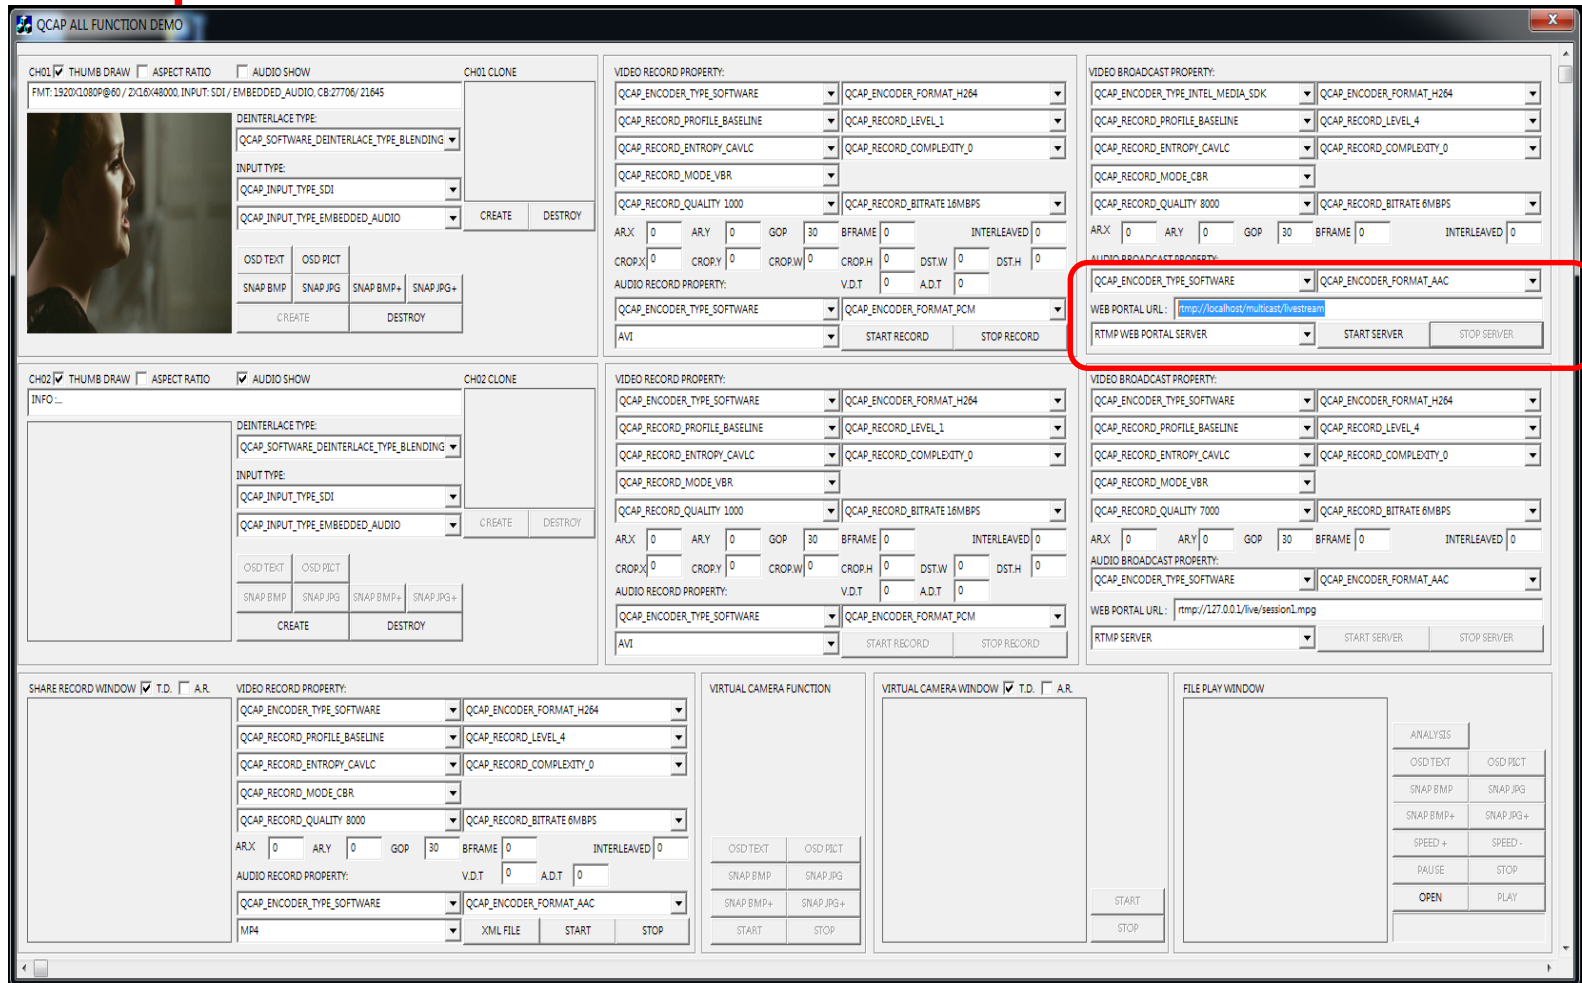 QCAP ALL FUNCTION DEMO
CH01 THUMB DRAW ASPECT RATIO AUDIO SHOW CH01 CLONE
FMT: 1920X1080P@60 / 2X16X48000, INPUT: SDI / EMBEDDED_AUDIO, CB:27706/ 21645
DEINTERLACE TYPE:
QCAP_SOFTWARE_DEINTERLACE_TYPE_BLENDING
INPUT TYPE:
QCAP_INPUT_TYPE_SDI
QCAP_INPUT_TYPE_EMBEDDED_AUDIO CREATE DESTROY
OSD TEXT OSD PICT
SNAP BMP SNAP JPG SNAP BMP+ SNAP JPG+
CREATE DESTROY
VIDEO RECORD PROPERTY:
QCAP_ENCODER_TYPE_SOFTWARE QCAP_ENCODER_FORMAT_H264
QCAP_RECORD_PROFILE_BASELINE QCAP_RECORD_LEVEL_1
QCAP_RECORD_ENTROPY_CAVLC QCAP_RECORD_COMPLEXITY_0
QCAP_RECORD_MODE_VBR
QCAP_RECORD_QUALITY 1000 QCAP_RECORD_BITRATE 16MBPS
AR.X 0 AR.Y 0 GOP 30 BFRAME 0 INTERLEAVED 0
CROP.X 0 CROP.Y 0 CROP.W 0 CROP.H 0 DST.W 0 DST.H 0
AUDIO RECORD PROPERTY: V.D.T 0 A.D.T 0
QCAP_ENCODER_TYPE_SOFTWARE QCAP_ENCODER_FORMAT_PCM
AVI START RECORD STOP RECORD
VIDEO BROADCAST PROPERTY:
QCAP_ENCODER_TYPE_INTEL_MEDIA_SDK QCAP_ENCODER_FORMAT_H264
QCAP_RECORD_PROFILE_BASELINE QCAP_RECORD_LEVEL_4
QCAP_RECORD_ENTROPY_CAVLC QCAP_RECORD_COMPLEXITY_0
QCAP_RECORD_MODE_CBR
QCAP_RECORD_QUALITY 8000 QCAP_RECORD_BITRATE 6MBPS
AR.X 0 AR.Y 0 GOP 30 BFRAME 0 INTERLEAVED 0
AUDIO BROADCAST PROPERTY:
QCAP_ENCODER_TYPE_SOFTWARE QCAP_ENCODER_FORMAT_AAC
WEB PORTAL URL : rtmp://localhost/multicast/livestream
RTMP WEB PORTAL SERVER START SERVER STOP SERVER
CH02 THUMB DRAW ASPECT RATIO AUDIO SHOW CH02 CLONE
INFO :...
DEINTERLACE TYPE:
QCAP_SOFTWARE_DEINTERLACE_TYPE_BLENDING
INPUT TYPE:
QCAP_INPUT_TYPE_SDI
QCAP_INPUT_TYPE_EMBEDDED_AUDIO CREATE DESTROY
OSD TEXT OSD PICT
SNAP BMP SNAP JPG SNAP BMP+ SNAP JPG+
CREATE DESTROY
VIDEO RECORD PROPERTY:
QCAP_ENCODER_TYPE_SOFTWARE QCAP_ENCODER_FORMAT_H264
QCAP_RECORD_PROFILE_BASELINE QCAP_RECORD_LEVEL_1
QCAP_RECORD_ENTROPY_CAVLC QCAP_RECORD_COMPLEXITY_0
QCAP_RECORD_MODE_VBR
QCAP_RECORD_QUALITY 1000 QCAP_RECORD_BITRATE 16MBPS
AR.X 0 AR.Y 0 GOP 30 BFRAME 0 INTERLEAVED 0
CROP.X 0 CROP.Y 0 CROP.W 0 CROP.H 0 DST.W 0 DST.H 0
AUDIO RECORD PROPERTY: V.D.T 0 A.D.T 0
QCAP_ENCODER_TYPE_SOFTWARE QCAP_ENCODER_FORMAT_PCM
AVI START RECORD STOP RECORD
VIDEO BROADCAST PROPERTY:
QCAP_ENCODER_TYPE_SOFTWARE QCAP_ENCODER_FORMAT_H264
QCAP_RECORD_PROFILE_BASELINE QCAP_RECORD_LEVEL_4
QCAP_RECORD_ENTROPY_CAVLC QCAP_RECORD_COMPLEXITY_0
QCAP_RECORD_MODE_VBR
QCAP_RECORD_QUALITY 7000 QCAP_RECORD_BITRATE 6MBPS
AR.X 0 AR.Y 0 GOP 30 BFRAME 0 INTERLEAVED 0
AUDIO BROADCAST PROPERTY:
QCAP_ENCODER_TYPE_SOFTWARE QCAP_ENCODER_FORMAT_AAC
WEB PORTAL URL : rtmp://127.0.0.1/live/session1.mpg
RTMP SERVER START SERVER STOP SERVER
SHARE RECORD WINDOW T.D. A.R. VIDEO RECORD PROPERTY:
QCAP_ENCODER_TYPE_SOFTWARE QCAP_ENCODER_FORMAT_H264
QCAP_RECORD_PROFILE_BASELINE QCAP_RECORD_LEVEL_4
QCAP_RECORD_ENTROPY_CAVLC QCAP_RECORD_COMPLEXITY_0
QCAP_RECORD_MODE_CBR
QCAP_RECORD_QUALITY 8000 QCAP_RECORD_BITRATE 6MBPS
AR.X 0 AR.Y 0 GOP 30 BFRAME 0 INTERLEAVED 0
AUDIO RECORD PROPERTY: V.D.T 0 A.D.T 0
QCAP_ENCODER_TYPE_SOFTWARE QCAP_ENCODER_FORMAT_AAC
MP4 XML FILE START STOP
VIRTUAL CAMERA FUNCTION
OSD TEXT OSD PICT
SNAP BMP SNAP JPG
SNAP BMP+ SNAP JPG+
START STOP
VIRTUAL CAMERA WINDOW T.D. A.R.
START
STOP
FILE PLAY WINDOW
ANALYSIS
OSD TEXT OSD PICT
SNAP BMP SNAP JPG
SNAP BMP+ SNAP JPG+
SPEED + SPEED -
PAUSE STOP
OPEN PLAY